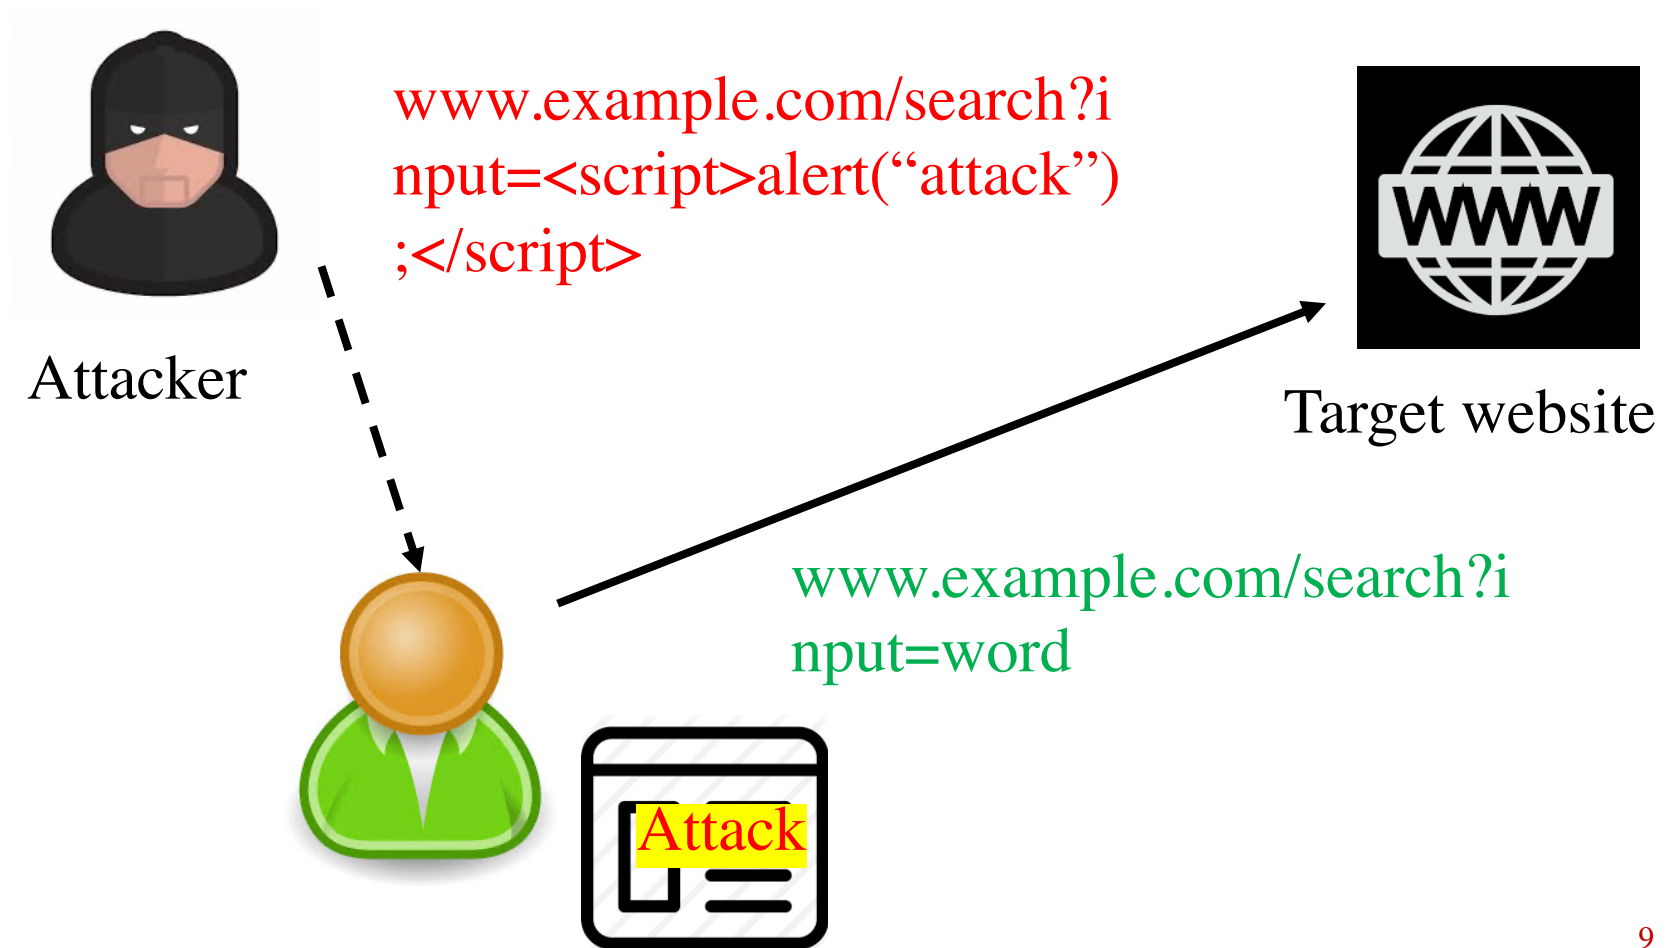 www.example.com/search?i
nput=<script>alert(“attack”)
;</script>
WWW
Attacker
Target website
www.example.com/search?i
nput=word
Attack
9